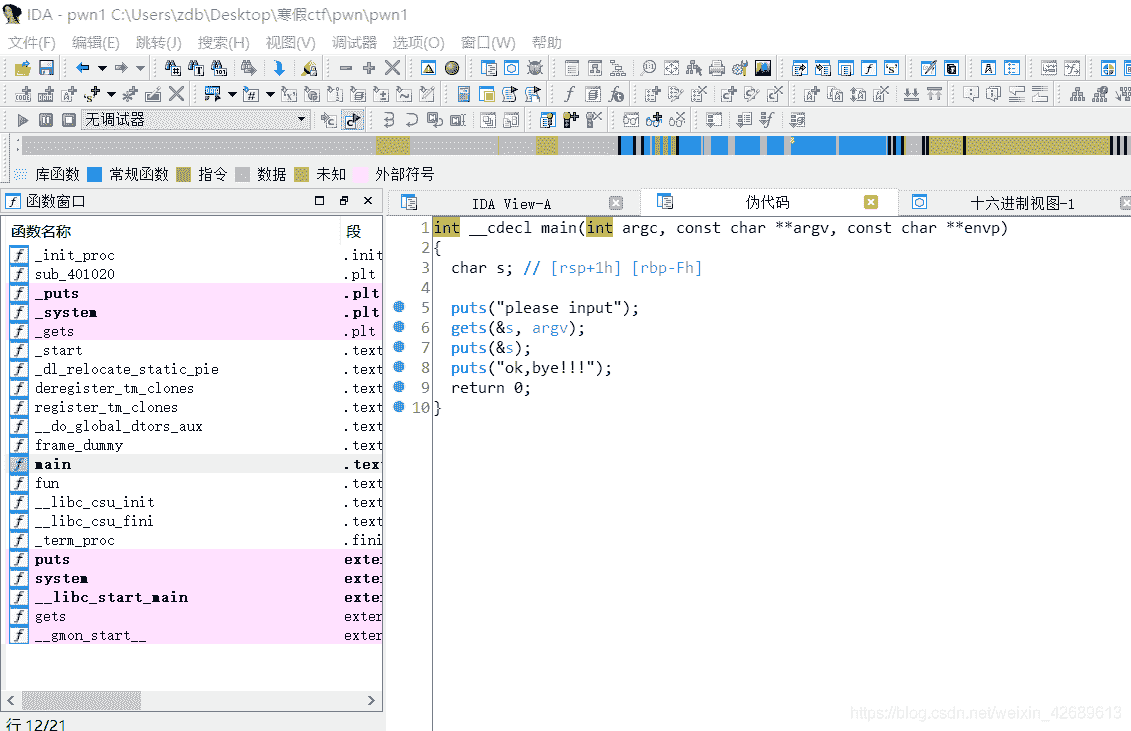 IDA - pwn1 C:\Users\zdb\Desktop\寒假ctf\pwn\pwn1
文件(F) 编辑(E) 跳转(J) 搜索(H) 视图(V) 调试器 选项(O) 窗口(W) 帮助
无调试器
库函数 常规函数 指令 数据 未知 外部符号
函数窗口
IDA View-A
伪代码
十六进制视图-1
函数名称 段
_init_proc .init
sub_401020 .plt
_puts .plt
_system .plt
_gets .plt
_start .text
_dl_relocate_static_pie .text
deregister_tm_clones .text
register_tm_clones .text
__do_global_dtors_aux .text
frame_dummy .text
main .text
fun .text
__libc_csu_init .text
__libc_csu_fini .text
_term_proc .fini
puts exter
system exter
__libc_start_main exter
gets exter
__gmon_start__ exter
行 12/21
1 int __cdecl main(int argc, const char **argv, const char **envp)
2 {
3 char s; // [rsp+1h] [rbp-Fh]
4
5 puts("please input");
6 gets(&s, argv);
7 puts(&s);
8 puts("ok,bye!!!");
9 return 0;
10 }
https://blog.csdn.net/weixin_42689613